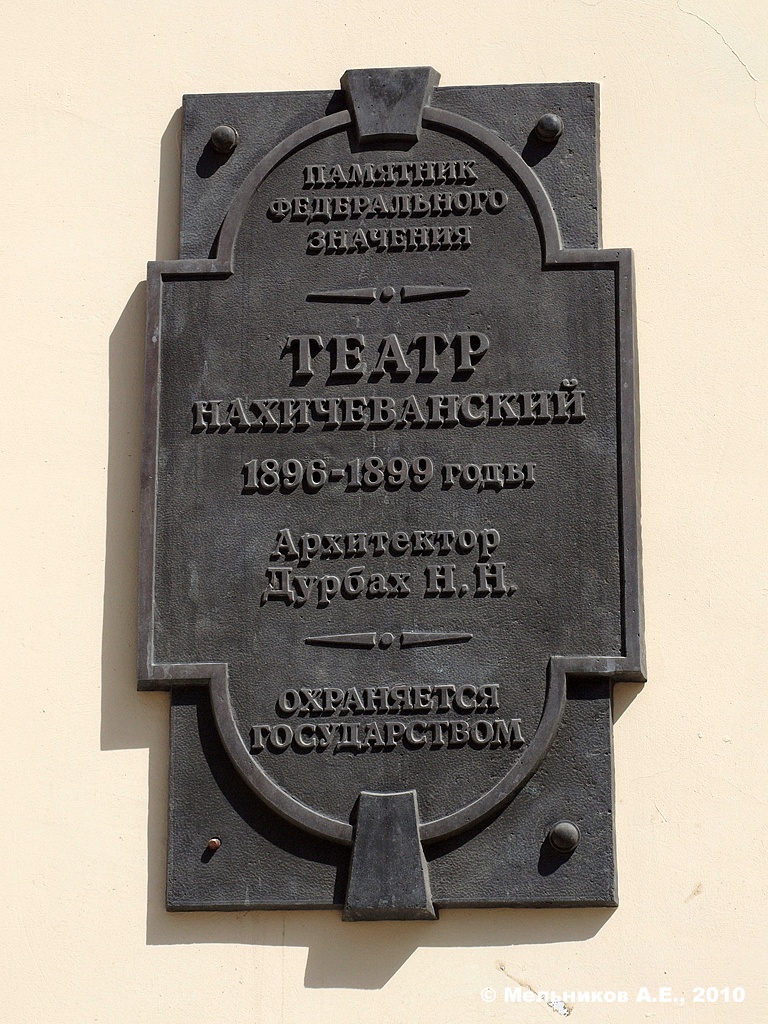 ПАМЯТНИК
ФЕДЕРАЛЬНОГО
ЗНАЧЕНИЯ
ТЕАТР
НАХИЧЕВАНСКИЙ
1896-1899 годы
Архитектор
Дурбах Н.Н.
ОХРАНЯЕТСЯ
ГОСУДАРСТВОМ
© Мельников А.Е., 2010